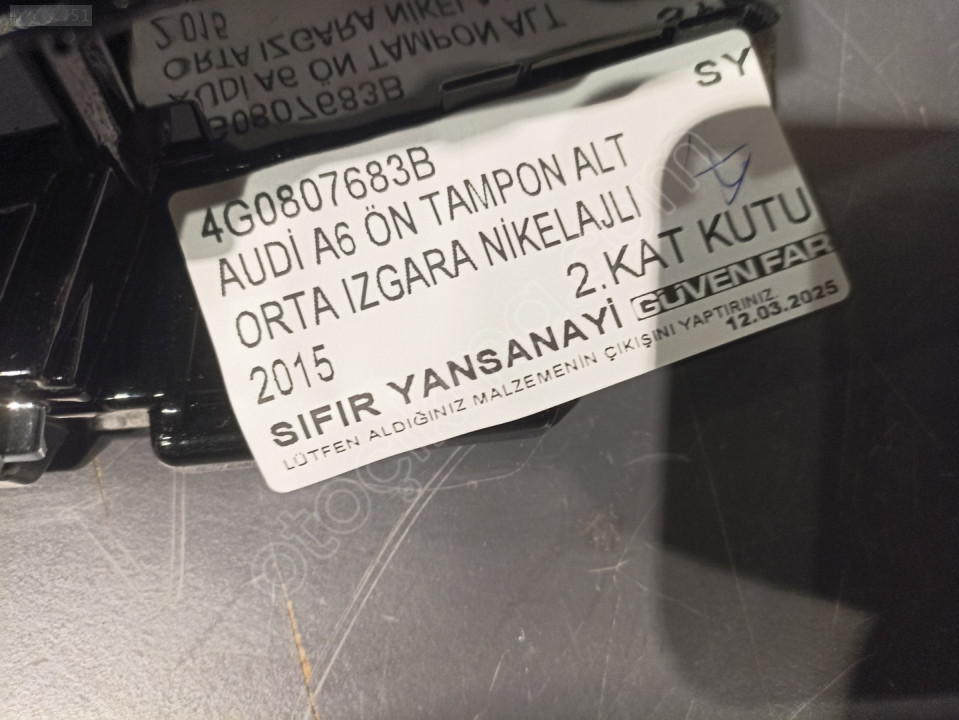 SY
4G0807683B
AUDİ A6 ÖN TAMPON ALT
ORTA IZGARA NİKELAJLI
2015
2.KAT KUTU
SIFIR YANSANAYİ GÜVEN FAR
LÜTFEN ALDIĞINIZ MALZEMENİN ÇIKIŞINI YAPTIRINIZ
12.03.2025